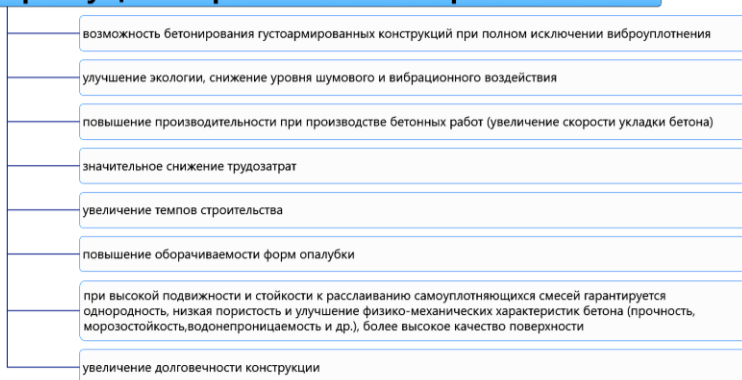 возможность бетонирования густоармированных конструкций при полном исключении виброуплотнения
улучшение экологии, снижение уровня шумового и вибрационного воздействия
повышение производительности при производстве бетонных работ (увеличение скорости укладки бетона)
значительное снижение трудозатрат
увеличение темпов строительства
повышение оборачиваемости форм опалубки
при высокой подвижности и стойкости к расслаиванию самоуплотняющихся смесей гарантируется
однородность, низкая пористость и улучшение физико-механических характеристик бетона (прочность,
морозостойкость,водонепроницаемость и др.), более высокое качество поверхности
увеличение долговечности конструкции